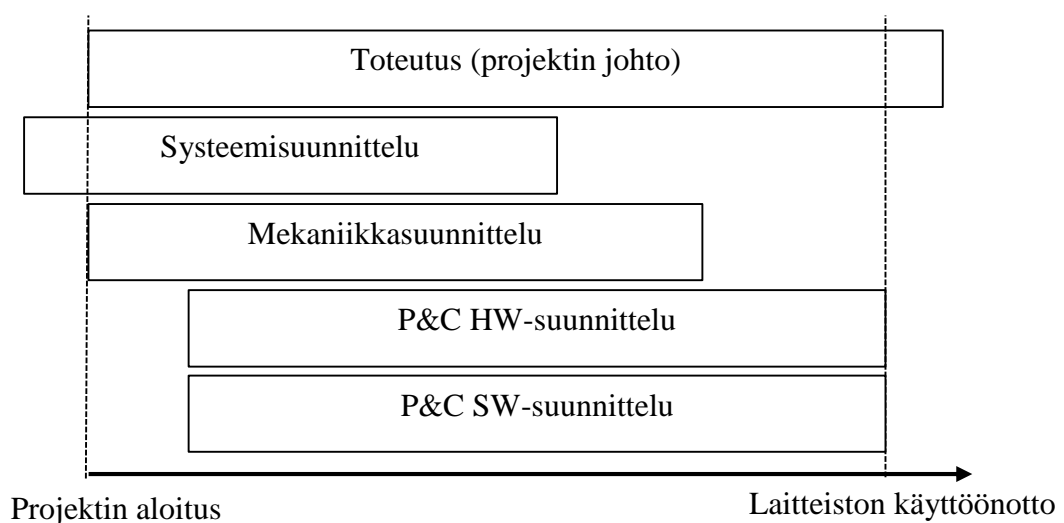 Toteutus (projektin johto)
Systeemisuunnittelu
Mekaniikkasuunnittelu
P&C HW-suunnittelu
P&C SW-suunnittelu
Projektin aloitus
Laitteiston käyttöönotto